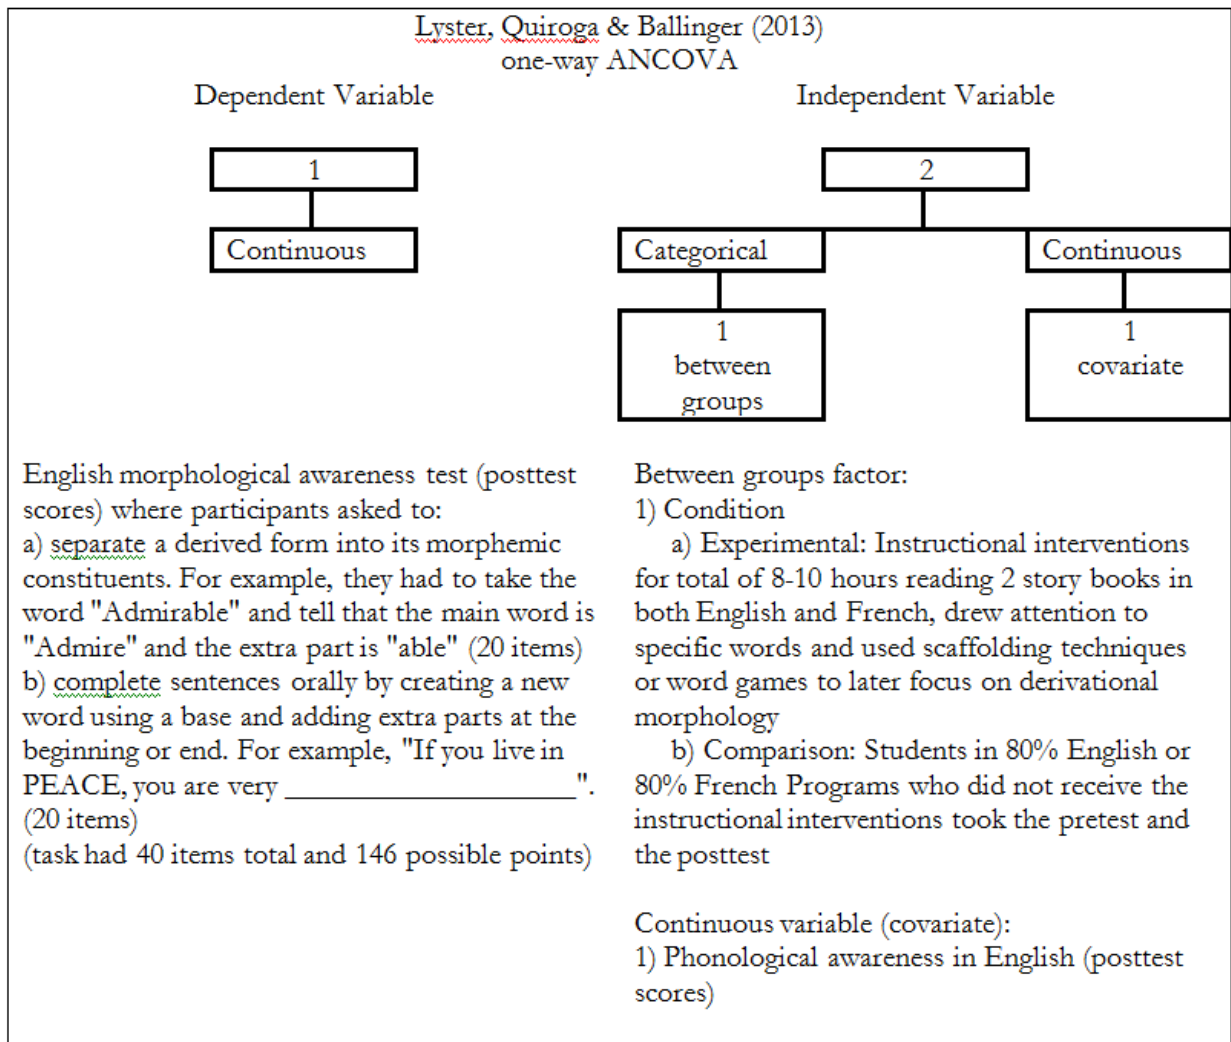 Lyster, Quiroga & Ballinger (2013)
one-way ANCOVA
Dependent Variable
Independent Variable
1
2
Continuous
Categorical
Continuous
1
between
groups
1
covariate
English morphological awareness test (posttest
scores) where participants asked to:
a) separate a derived form into its morphemic
constituents. For example, they had to take the
word "Admirable" and tell that the main word is
"Admire" and the extra part is "able" (20 items)
b) complete sentences orally by creating a new
word using a base and adding extra parts at the
beginning or end. For example, "If you live in
PEACE, you are very ____________________".
(20 items)
(task had 40 items total and 146 possible points)
Between groups factor:
1) Condition
a) Experimental: Instructional interventions
for total of 8-10 hours reading 2 story books in
both English and French, drew attention to
specific words and used scaffolding techniques
or word games to later focus on derivational
morphology
b) Comparison: Students in 80% English or
80% French Programs who did not receive the
instructional interventions took the pretest and
the posttest
Continuous variable (covariate):
1) Phonological awareness in English (posttest
scores)